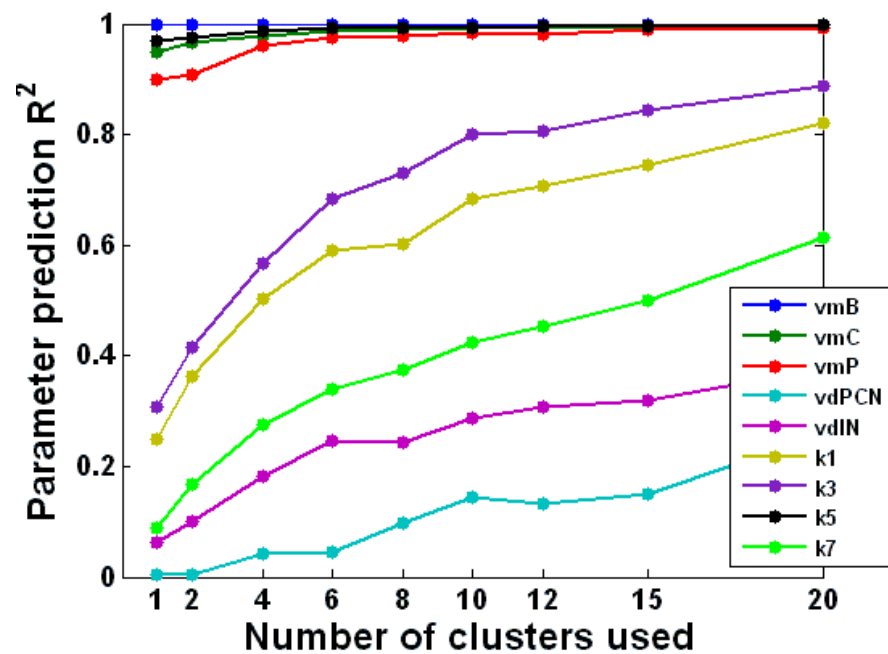 Parameter prediction R²
1
0.8
0.6
0.4
0.2
0
1 2 4 6 8 10 12 15 20
Number of clusters used
vmB
vmC
vmP
vdPCN
vdIN
k1
k3
k5
k7